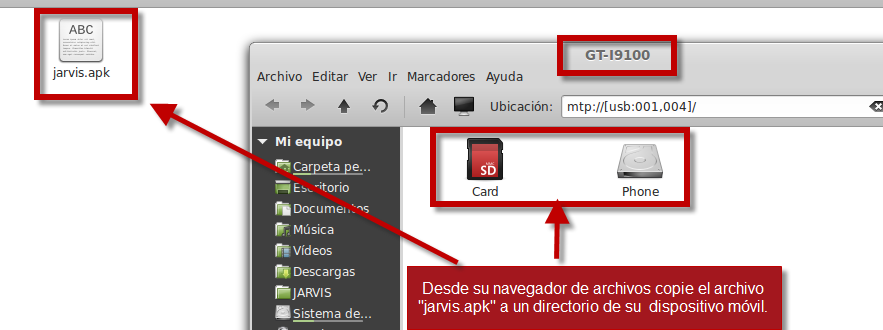 ABC
jarvis.apk
GT-I9100
Archivo Editar Ver Ir Marcadores Ayuda
Ubicación: mtp://[usb:001,004]/
Mi equipo
Carpeta pe...
Escritorio
Documentos
Música
Vídeos
Descargas
JARVIS
Sistema de...
SD
Card
Phone
Desde su navegador de archivos copie el archivo
"jarvis.apk" a un directorio de su dispositivo móvil.